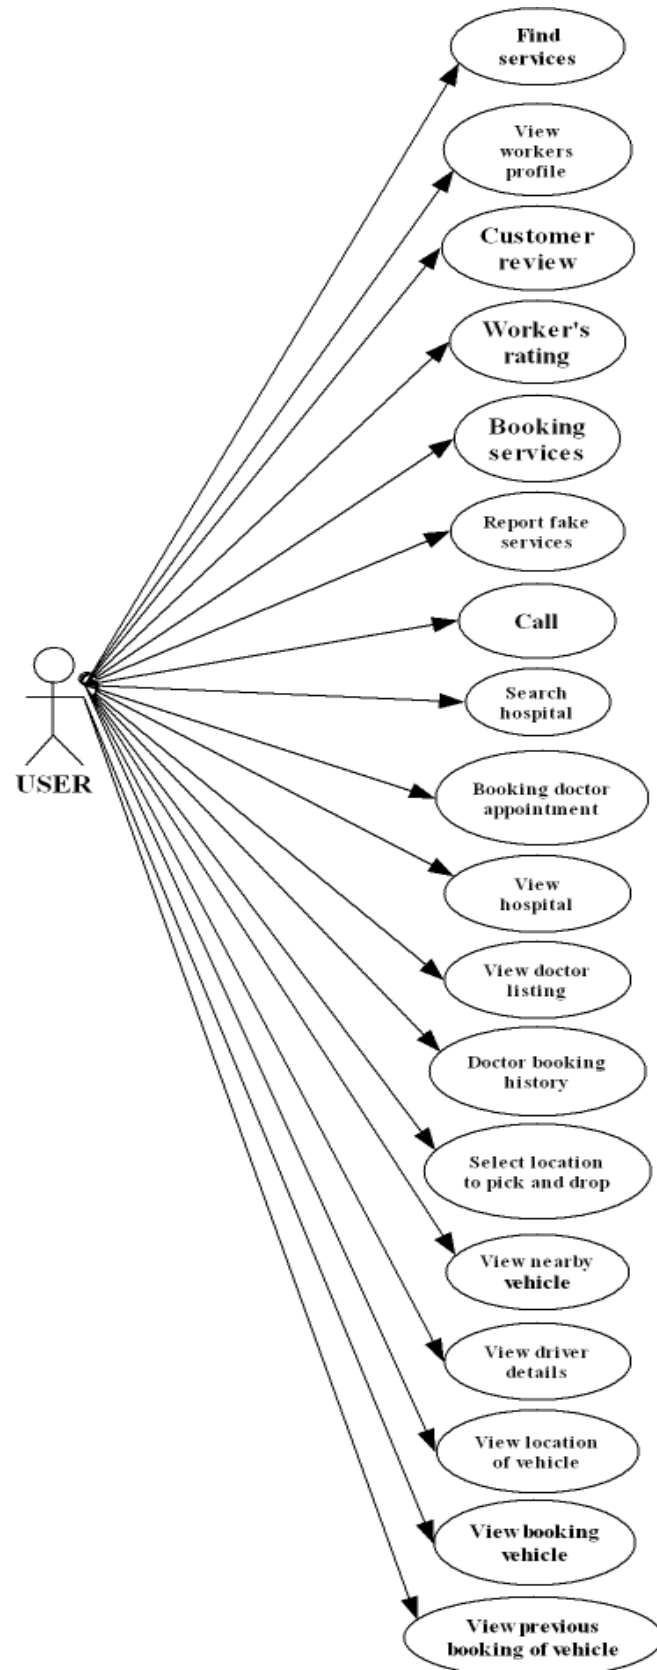 Find
services
View
workers
profile
Customer
review
Worker's
rating
Booking
services
Report fake
services
Call
Search
hospital
USER
Booking doctor
appointment
View
hospital
View doctor
listing
Doctor booking
history
Select location
to pick and drop
View nearby
vehicle
View driver
details
View location
of vehicle
View booking
vehicle
View previous
booking of vehicle